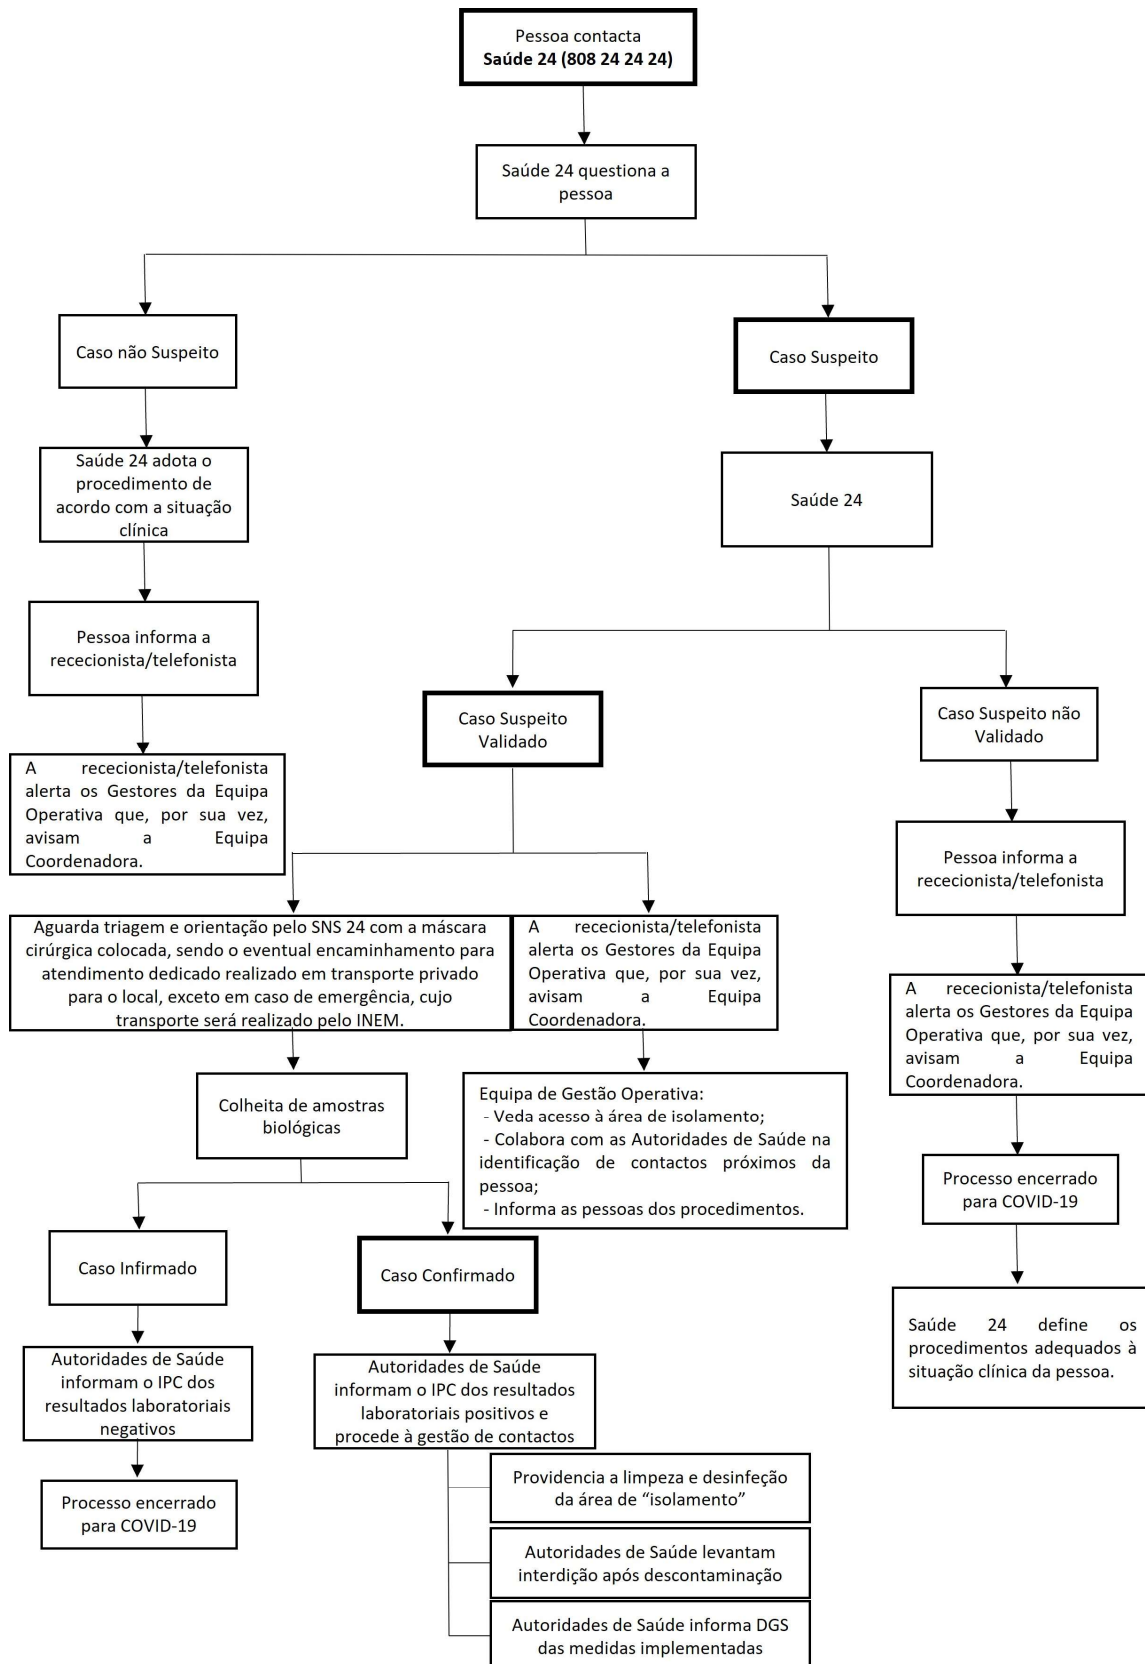 Pessoa contacta
Saúde 24 (808 24 24 24)
Saúde 24 questiona a
pessoa
Caso não Suspeito
Caso Suspeito
Saúde 24 adota o
procedimento de
acordo com a situação
clínica
Saúde 24
Pessoa informa a
rececionista/telefonista
Caso Suspeito
Validado
Caso Suspeito não
Validado
A rececionista/telefonista
alerta os Gestores da Equipa
Operativa que, por sua vez,
avisam a Equipa
Coordenadora.
Pessoa informa a
rececionista/telefonista
Aguarda triagem e orientação pelo SNS 24 com a máscara
cirúrgica colocada, sendo o eventual encaminhamento para
atendimento dedicado realizado em transporte privado
para o local, exceto em caso de emergência, cujo
transporte será realizado pelo INEM.
A rececionista/telefonista
alerta os Gestores da Equipa
Operativa que, por sua vez,
avisam a Equipa
Coordenadora.
A rececionista/telefonista
alerta os Gestores da Equipa
Operativa que, por sua vez,
avisam a Equipa
Coordenadora.
Colheita de amostras
biológicas
Equipa de Gestão Operativa:
- Veda acesso à área de isolamento;
- Colabora com as Autoridades de Saúde na
identificação de contactos próximos da
pessoa;
- Informa as pessoas dos procedimentos.
Processo encerrado
para COVID-19
Caso Infirmado
Caso Confirmado
Saúde 24 define os
procedimentos adequados à
situação clínica da pessoa.
Autoridades de Saúde
informam o IPC dos
resultados laboratoriais
negativos
Autoridades de Saúde
informam o IPC dos resultados
laboratoriais positivos e
procede à gestão de contactos
Processo encerrado
para COVID-19
Providencia a limpeza e desinfeção
da área de “isolamento”
Autoridades de Saúde levantam
interdição após descontaminação
Autoridades de Saúde informa DGS
das medidas implementadas